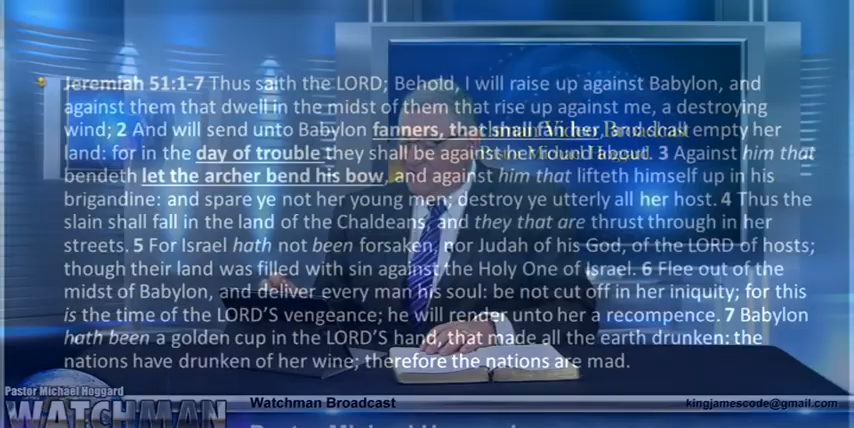 Jeremiah 51:1-7 Thus saith the LORD; Behold, I will raise up against Babylon, and
against them that dwell in the midst of them that rise up against me, a destroying
wind; 2 And will send unto Babylon fanners, that shall fan her, and shall empty her
land: for in the day of trouble they shall be against her round about. 3 Against him that
bendeth let the archer bend his bow, and against him that lifteth himself up in his
brigandine: and spare ye not her young men; destroy ye utterly all her host. 4 Thus the
slain shall fall in the land of the Chaldeans, and they that are thrust through in her
streets. 5 For Israel hath not been forsaken, nor Judah of his God, of the LORD of hosts;
though their land was filled with sin against the Holy One of Israel. 6 Flee out of the
midst of Babylon, and deliver every man his soul: be not cut off in her iniquity; for this
is the time of the LORD'S vengeance; he will render unto her a recompence. 7 Babylon
hath been a golden cup in the LORD'S hand, that made all the earth drunken: the
nations have drunken of her wine; therefore the nations are mad.
Pastor Michael Hoggard
WATCHMAN
Watchman Broadcast
kingjamescode@gmail.com